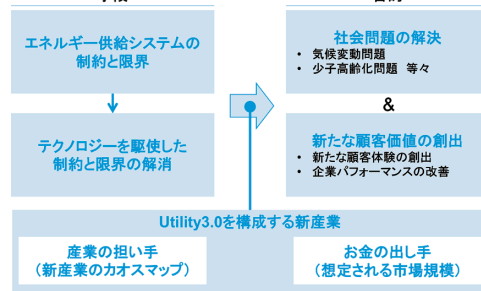 エネルギー供給システムの
制約と限界
テクノロジーを駆使した
制約と限界の解消
社会問題の解決
• 気候変動問題
• 少子高齢化問題 等々
&
新たな顧客価値の創出
• 新たな顧客体験の創出
• 企業パフォーマンスの改善
Utility3.0を構成する新産業
産業の担い手
(新産業のカオスマップ)
お金の出し手
(想定される市場規模)